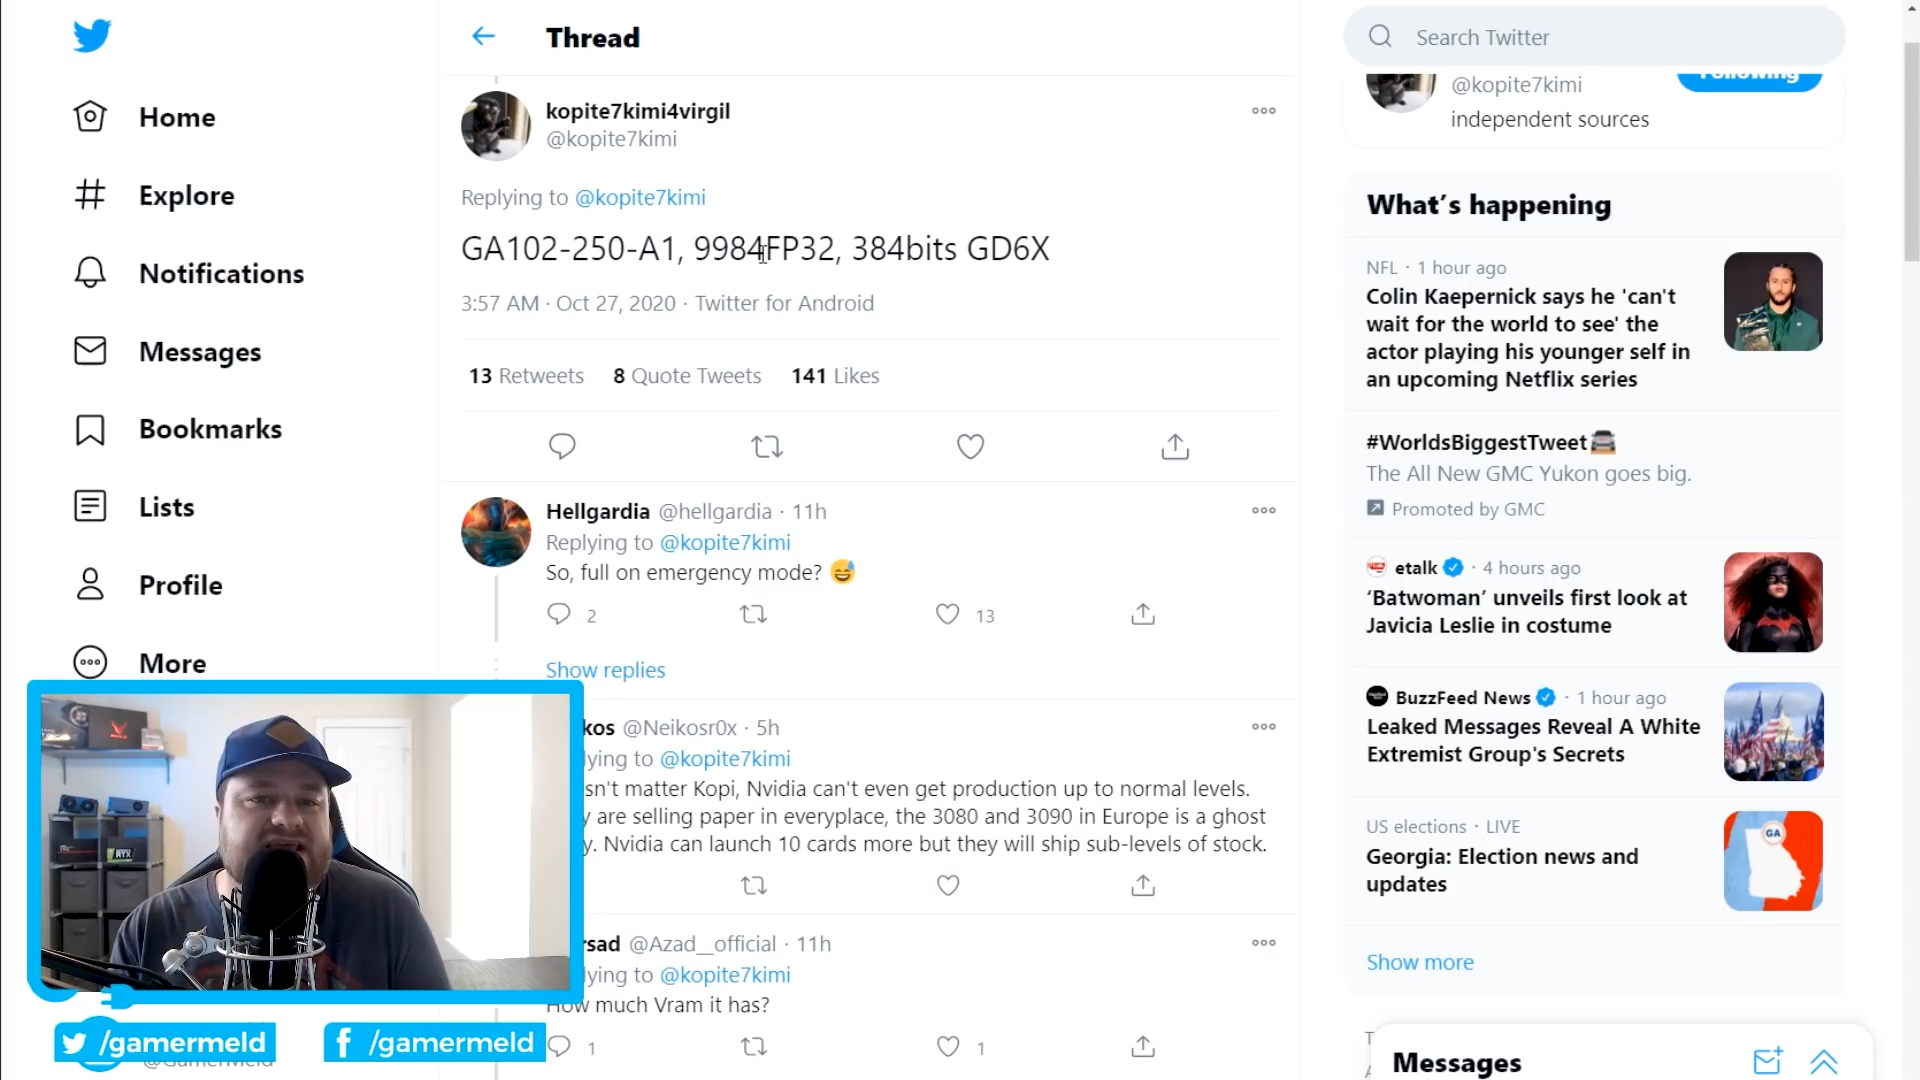 Home
Explore
Notifications
Messages
Bookmarks
Lists
Profile
More
Thread
kopite7kimi4virgil
@kopite7kimi
Replying to @kopite7kimi
GA102-250-A1, 9984FP32, 384bits GD6X
3:57 AM · Oct 27, 2020 · Twitter for Android
13 Retweets 8 Quote Tweets 141 Likes
Hellgardia @hellgardia · 11h
Replying to @kopite7kimi
So, full on emergency mode? 😅
2 13
Show replies
kos @Neikosr0x · 5h
lying to @kopite7kimi
sn't matter Kopi, Nvidia can't even get production up to normal levels.
y are selling paper in everyplace, the 3080 and 3090 in Europe is a ghost
y. Nvidia can launch 10 cards more but they will ship sub-levels of stock.
rsad @Azad__official · 11h
lying to @kopite7kimi
How much Vram it has?
1 1
Search Twitter
Following
@kopite7kimi
independent sources
What's happening
NFL · 1 hour ago
Colin Kaepernick says he 'can't
wait for the world to see' the
actor playing his younger self in
an upcoming Netflix series
#WorldsBiggestTweet
The All New GMC Yukon goes big.
Promoted by GMC
etalk · 4 hours ago
'Batwoman' unveils first look at
Javicia Leslie in costume
BuzzFeed News · 1 hour ago
Leaked Messages Reveal A White
Extremist Group's Secrets
US elections · LIVE
Georgia: Election news and
updates
GA
Show more
Messages
RTX
/gamermeld
/gamermeld
@GamerMeld